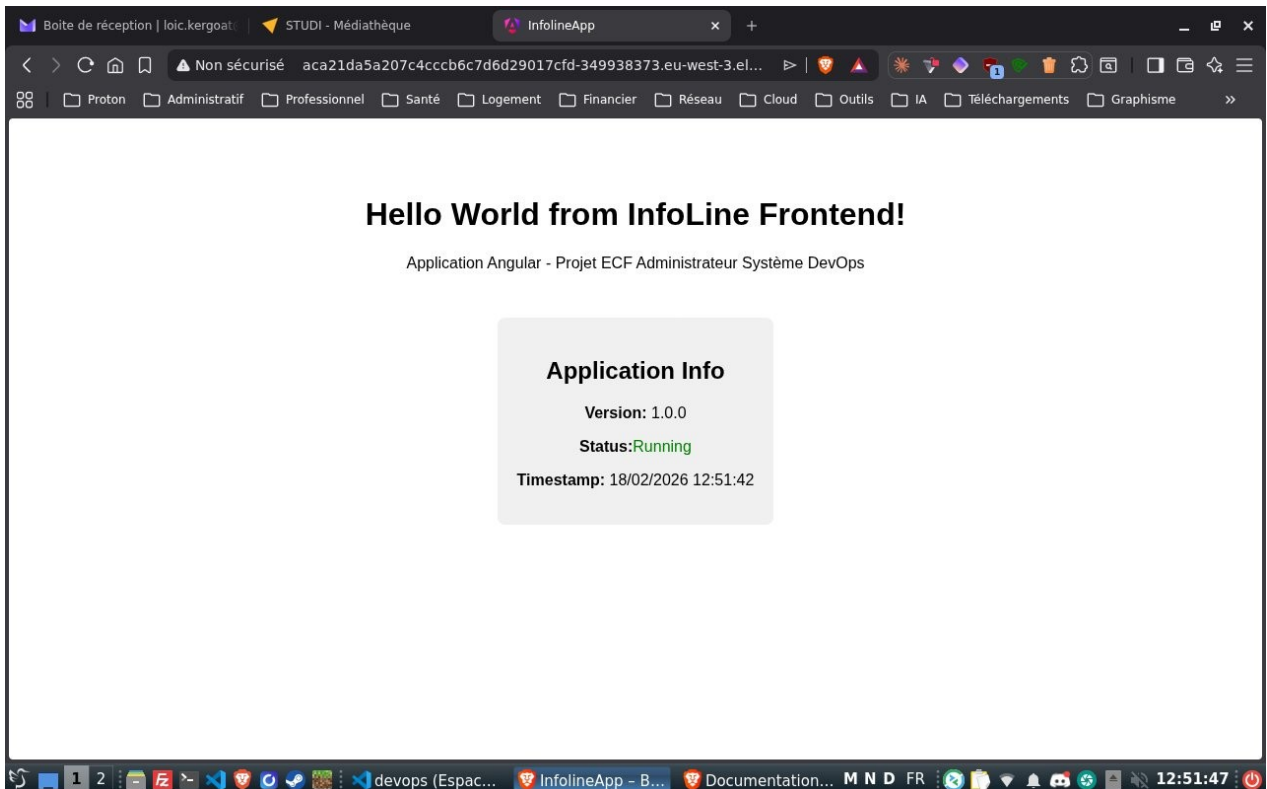 Boite de réception | loic.kergoat
STUDI - Médiathèque
InfolineApp
Non sécurisé aca21da5a207c4cccb6c7d6d29017cfd-349938373.eu-west-3.el...
Proton Administratif Professionnel Santé Logement Financier Réseau Cloud Outils IA Téléchargements Graphisme »
Hello World from InfoLine Frontend!
Application Angular - Projet ECF Administrateur Système DevOps
Application Info
Version: 1.0.0
Status:Running
Timestamp: 18/02/2026 12:51:42
1 2 devops (Espac... InfolineApp – B... Documentation... M N D FR 12:51:47